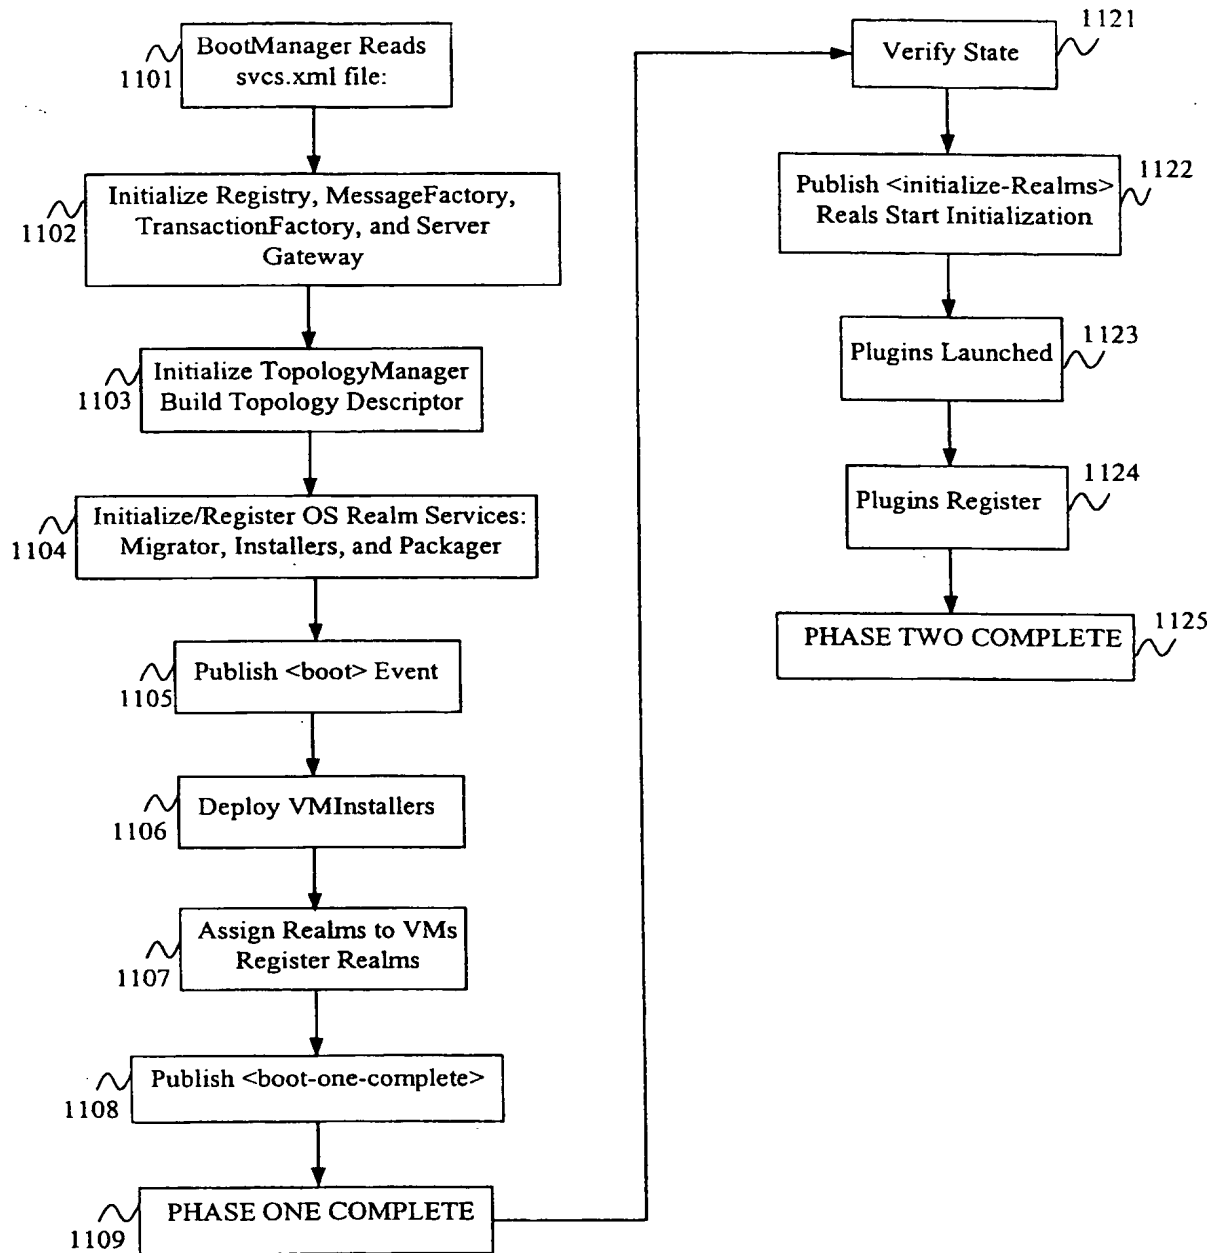 BootManager Reads
svcs.xml file:
1101
Initialize Registry, MessageFactory,
TransactionFactory, and Server
Gateway
1102
Initialize TopologyManager
Build Topology Descriptor
1103
Initialize/Register OS Realm Services:
Migrator, Installers, and Packager
1104
Publish <boot> Event
1105
Deploy VMInstallers
1106
Assign Realms to VMs
Register Realms
1107
Publish <boot-one-complete>
1108
PHASE ONE COMPLETE
1109
Verify State
1121
Publish <initialize-Realms>
Reals Start Initialization
1122
Plugins Launched
1123
Plugins Register
1124
PHASE TWO COMPLETE
1125